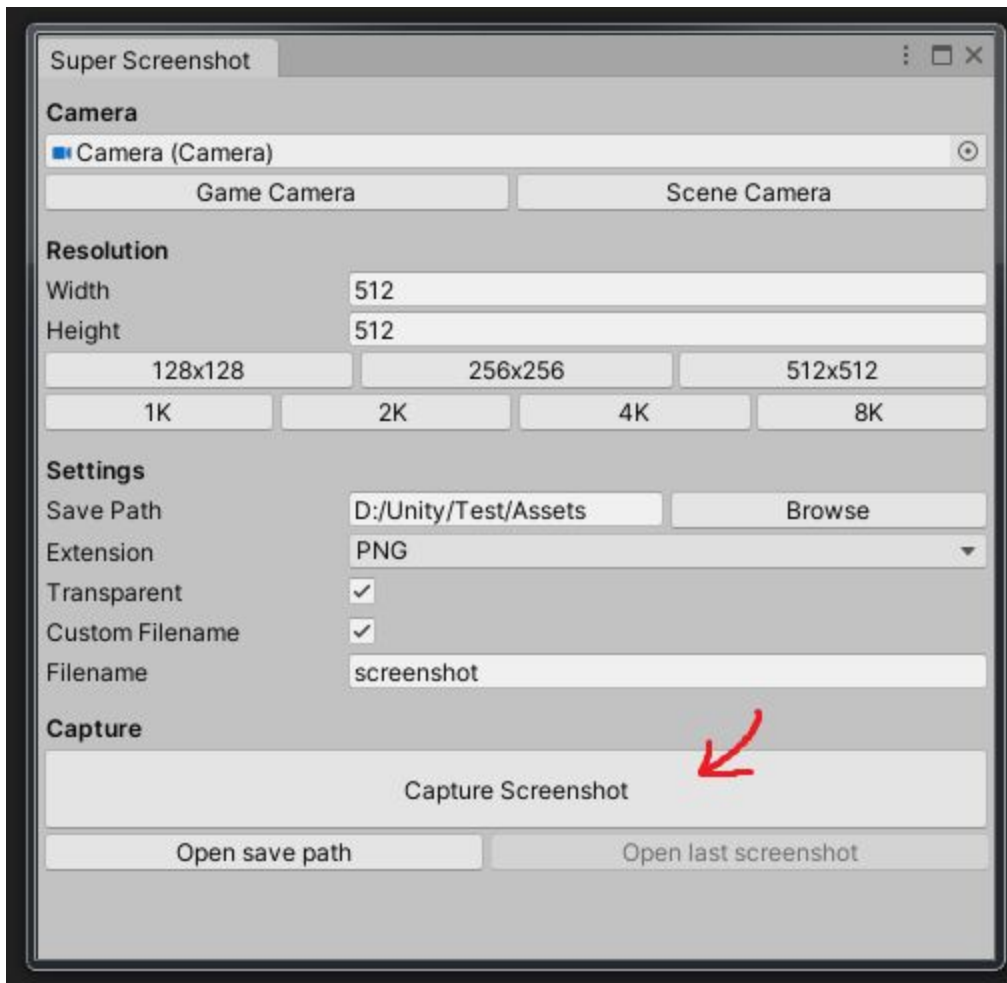 Super Screenshot
Camera
Camera (Camera)
Game Camera Scene Camera
Resolution
Width 512
Height 512
128x128 256x256 512x512
1K 2K 4K 8K
Settings
Save Path D:/Unity/Test/Assets Browse
Extension PNG
Transparent
Custom Filename
Filename screenshot
Capture
Capture Screenshot
Open save path Open last screenshot